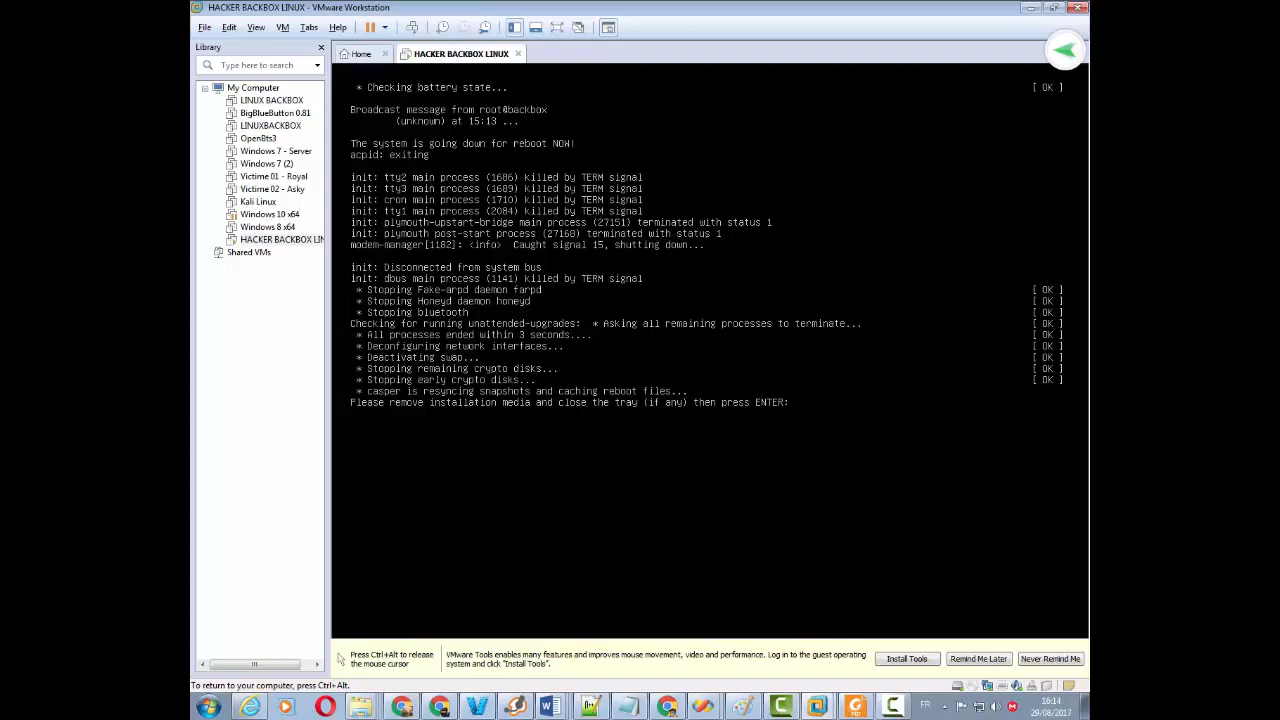 HACKER BACKBOX LINUX - VMware Workstation
File Edit View VM Tabs Help
Library
Type here to search
My Computer
LINUX BACKBOX
BigBlueButton 0.81
LINUXBACKBOX
OpenBts3
Windows 7 - Server
Windows 7 (2)
Victime 01 - Royal
Victime 02 - Asky
Kali Linux
Windows 10 x64
Windows 8 x64
HACKER BACKBOX LIN
Shared VMs
Home HACKER BACKBOX LINUX
* Checking battery state... [ OK ]
Broadcast message from root@backbox
(unknown) at 15:13 ...
The system is going down for reboot NOW!
acpid: exiting
init: tty2 main process (1686) killed by TERM signal
init: tty3 main process (1689) killed by TERM signal
init: cron main process (1710) killed by TERM signal
init: tty1 main process (2084) killed by TERM signal
init: plymouth-upstart-bridge main process (27151) terminated with status 1
init: plymouth post-start process (27168) terminated with status 1
modem-manager[1182]: <info>  Caught signal 15, shutting down...
init: Disconnected from system bus
init: dbus main process (1141) killed by TERM signal
* Stopping Fake-arpd daemon farpd [ OK ]
* Stopping Honeyd daemon honeyd [ OK ]
* Stopping bluetooth [ OK ]
Checking for running unattended-upgrades:  * Asking all remaining processes to terminate... [ OK ]
* All processes ended within 3 seconds.... [ OK ]
* Deconfiguring network interfaces... [ OK ]
* Deactivating swap... [ OK ]
* Stopping remaining crypto disks... [ OK ]
* Stopping early crypto disks... [ OK ]
* casper is resyncing snapshots and caching reboot files...
Please remove installation media and close the tray (if any) then press ENTER:
Press Ctrl+Alt to release
the mouse cursor
VMware Tools enables many features and improves mouse movement, video and performance. Log in to the guest operating
system and click "Install Tools".
Install Tools
Remind Me Later
Never Remind Me
To return to your computer, press Ctrl+Alt.
FR
16:14
29/08/2017